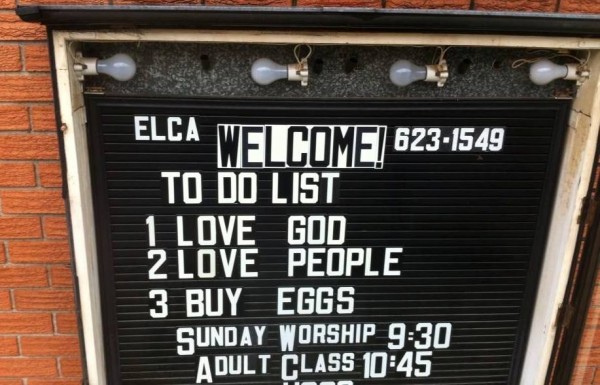 ELCA WELCOME! 623-1549
TO DO LIST
1 LOVE GOD
2 LOVE PEOPLE
3 BUY EGGS
SUNDAY WORSHIP 9:30
ADULT CLASS 10:45